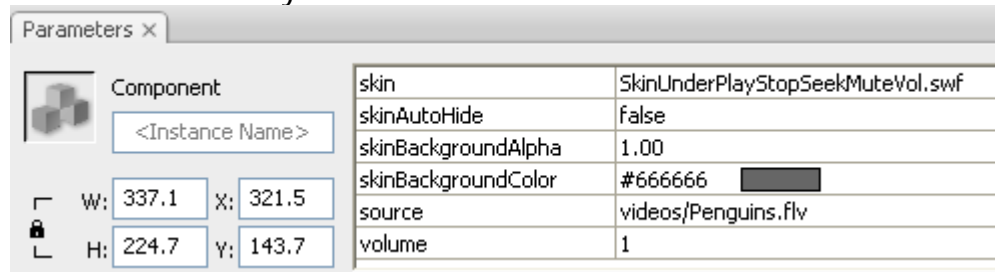 Parameters ×
Component
<Instance Name>
W: 337.1 X: 321.5
H: 224.7 Y: 143.7
skin SkinUnderPlayStopSeekMuteVol.swf
skinAutoHide false
skinBackgroundAlpha 1.00
skinBackgroundColor #666666
source videos/Penguins.flv
volume 1